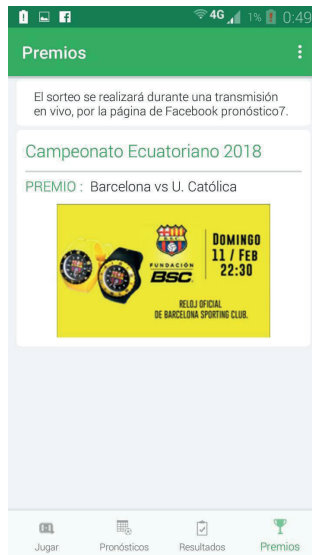 4G 1% 0:49
Premios
El sorteo se realizará durante una transmisión
en vivo, por la página de Facebook pronóstico7.
Campeonato Ecuatoriano 2018
PREMIO : Barcelona vs U. Católica
FUNDACIÓN
BSC
DOMINGO
11 / FEB
22:30
RELOJ OFICIAL
DE BARCELONA SPORTING CLUB.
Jugar Pronósticos Resultados Premios